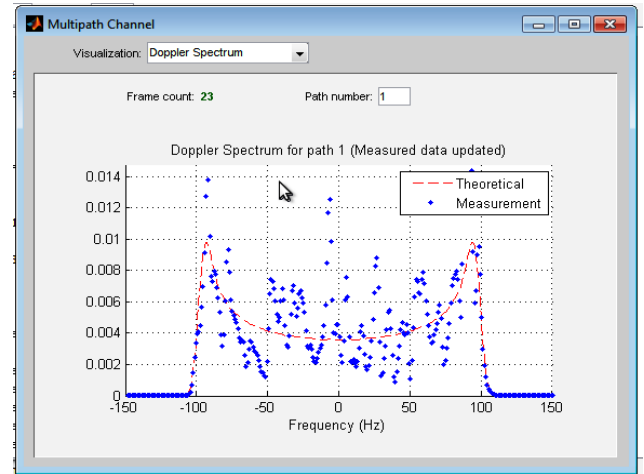 Multipath Channel
Visualization: Doppler Spectrum
Frame count: 23 Path number: 1
Doppler Spectrum for path 1 (Measured data updated)
0.014
0.012
0.01
0.008
0.006
0.004
0.002
0
Theoretical
Measurement
-150 -100 -50 0 50 100 150
Frequency (Hz)